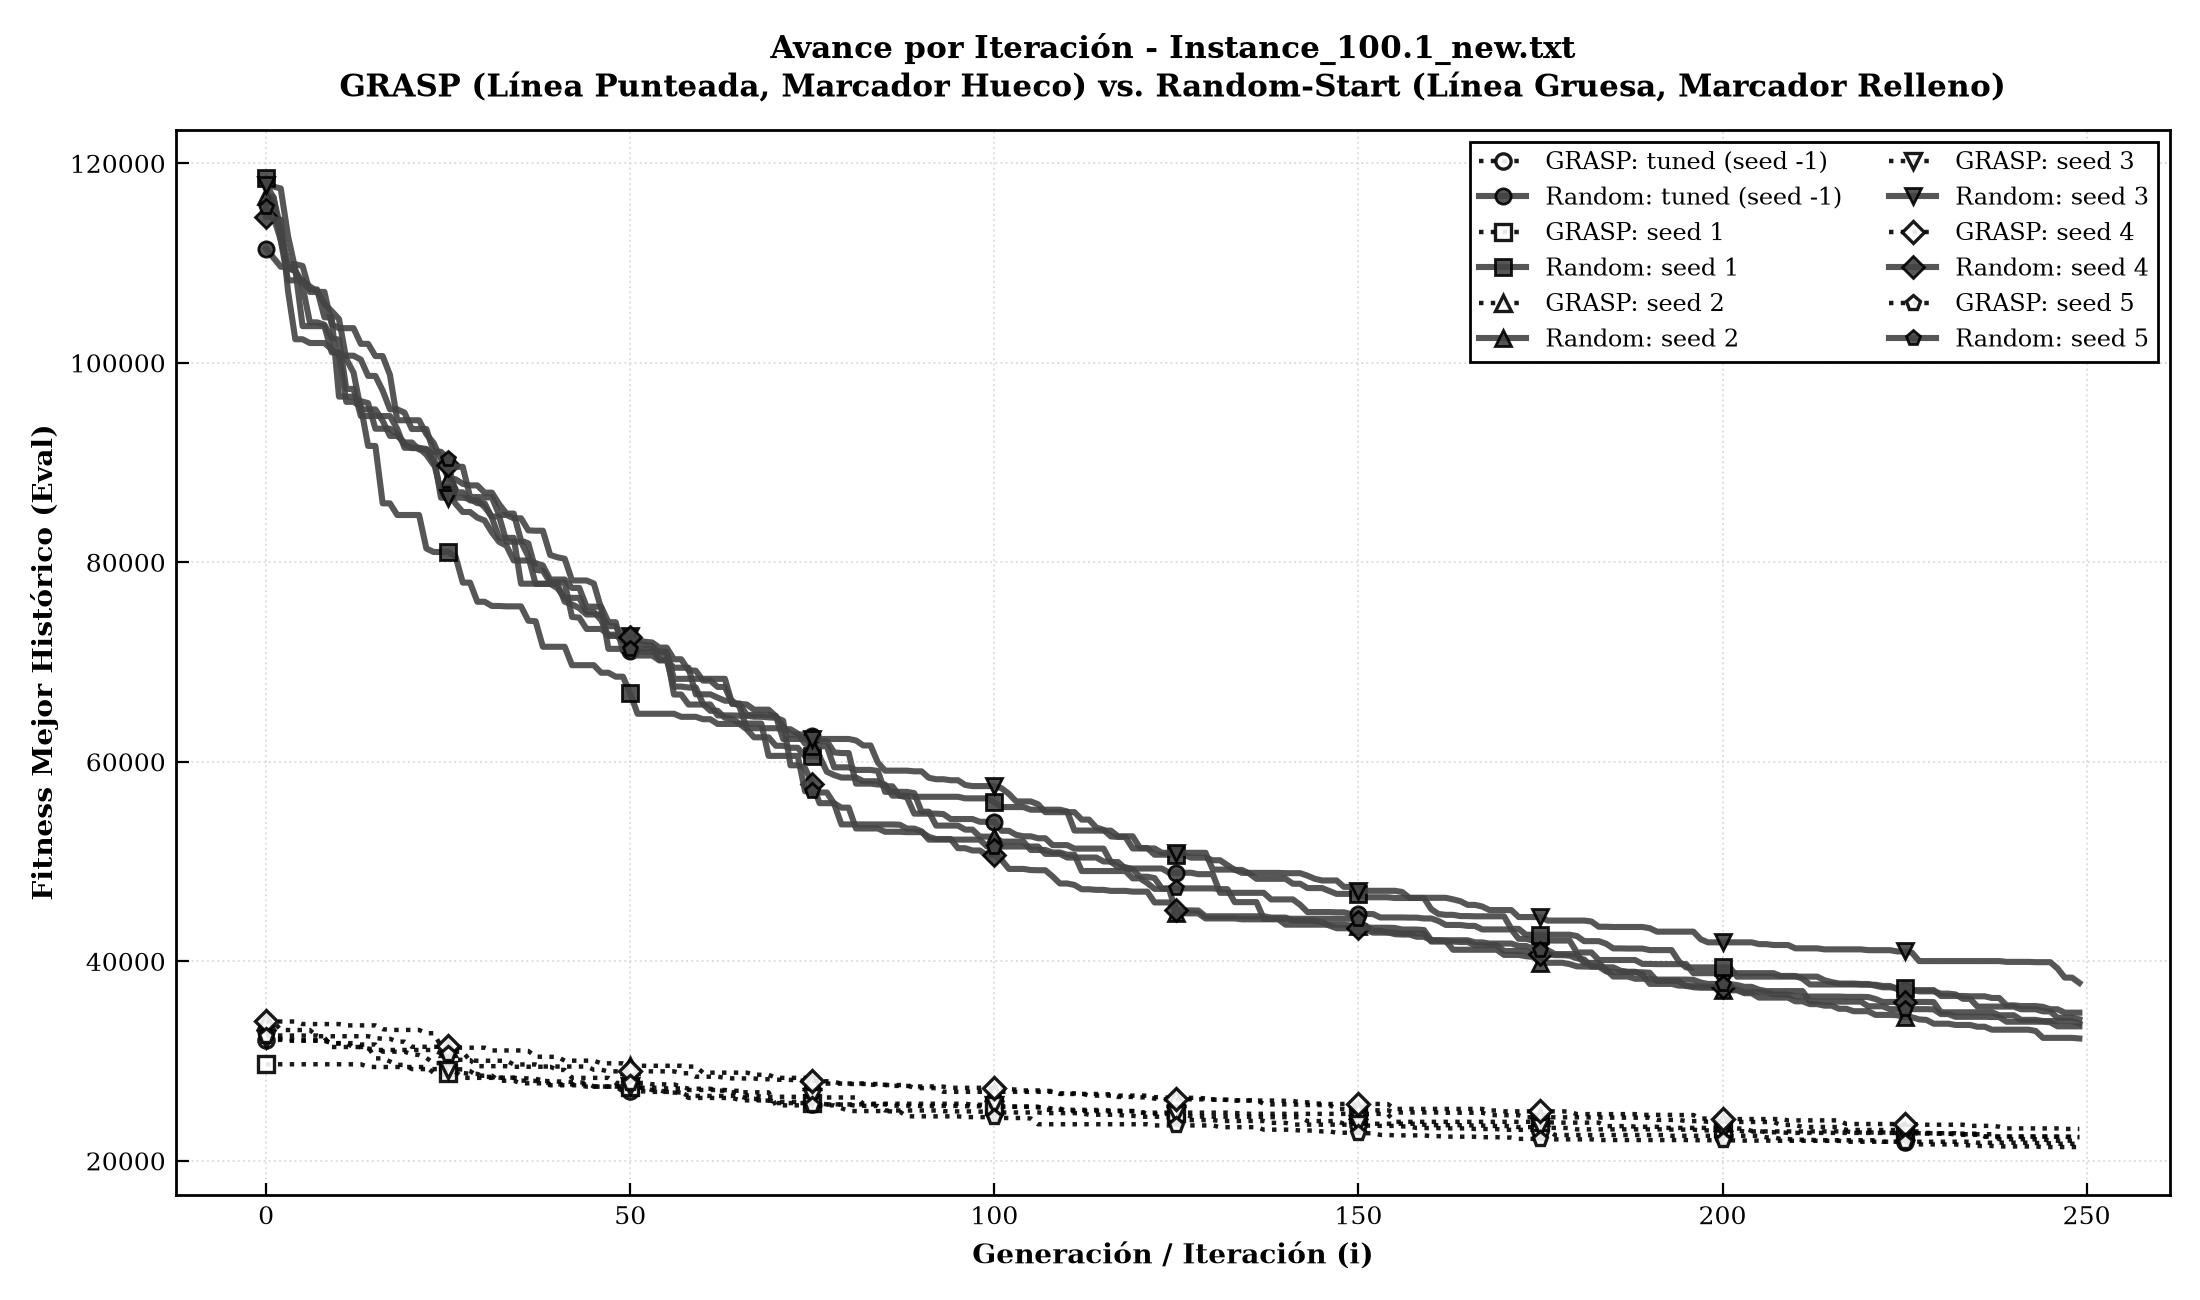 Avance por Iteración - Instance_100.1_new.txt
GRASP (Línea Punteada, Marcador Hueco) vs. Random-Start (Línea Gruesa, Marcador Relleno)
GRASP: tuned (seed -1)
Random: tuned (seed -1)
GRASP: seed 1
Random: seed 1
GRASP: seed 2
Random: seed 2
GRASP: seed 3
Random: seed 3
GRASP: seed 4
Random: seed 4
GRASP: seed 5
Random: seed 5
Fitness Mejor Histórico (Eval)
120000
100000
80000
60000
40000
20000
0
50
100
150
200
250
Generación / Iteración (i)